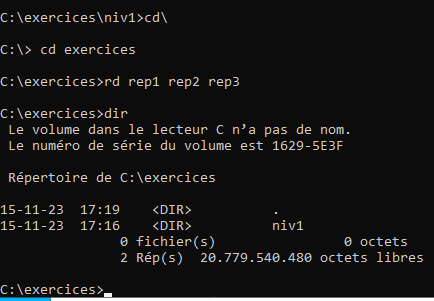 C:\exercices\niv1>cd\
C:\> cd exercices
C:\exercices>rd rep1 rep2 rep3
C:\exercices>dir
 Le volume dans le lecteur C n’a pas de nom.
 Le numéro de série du volume est 1629-5E3F
 Répertoire de C:\exercices
15-11-23  17:19    <DIR>          .
15-11-23  17:16    <DIR>          niv1
               0 fichier(s)                0 octets
               2 Rép(s)  20.779.540.480 octets libres
C:\exercices>